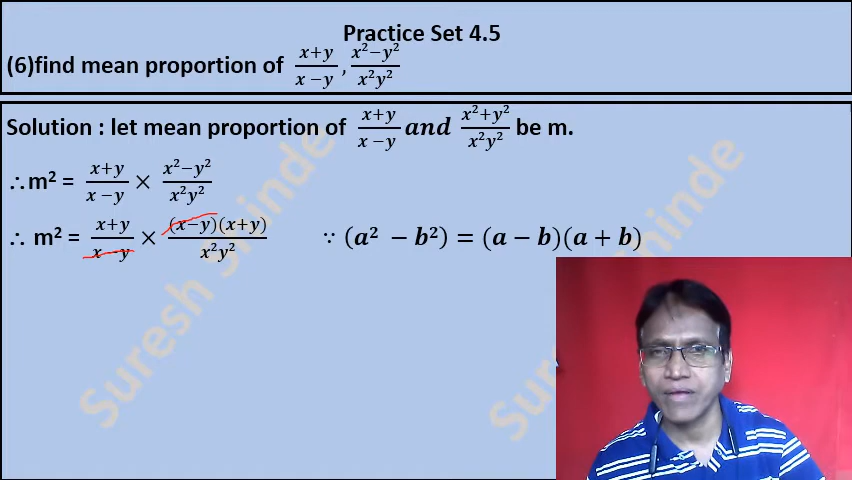 Practice Set 4.5
(6)find mean proportion of (x+y)/(x−y), (x²−y²)/(x²y²)
Solution : let mean proportion of (x+y)/(x−y) and (x²+y²)/(x²y²) be m.
∴m² = (x+y)/(x−y) × (x²−y²)/(x²y²)
∴ m² = (x+y)/(x−y) × (x−y)(x+y)/(x²y²) ∵ (a² − b²) = (a − b)(a + b)
Suresh Shinde
Suresh Shinde